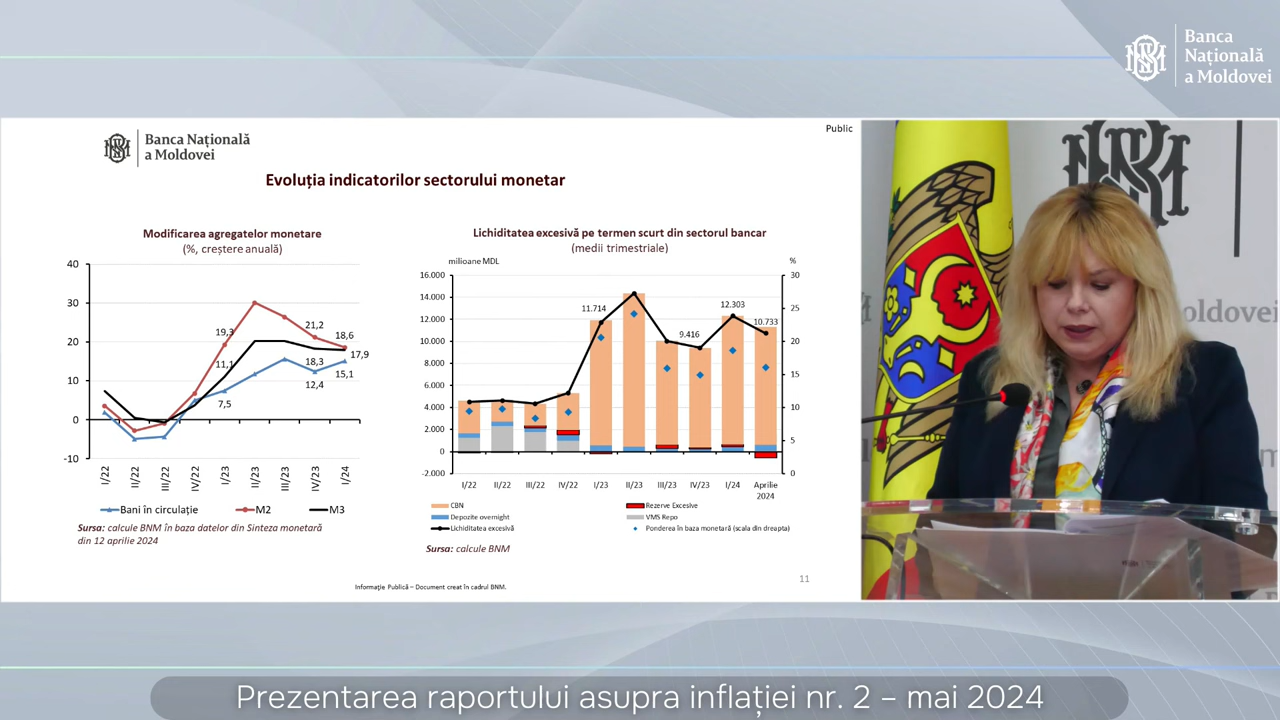 Banca
Națională
a Moldovei
Banca Națională
a Moldovei
Public
Evoluția indicatorilor sectorului monetar
Modificarea agregatelor monetare
(%, creștere anuală)
40
30
20
10
0
-10
19,3
11,1
7,5
21,2
18,3
12,4
18,6
17,9
15,1
I/22
II/22
III/22
IV/22
I/23
II/23
III/23
IV/23
I/24
Bani în circulație
M2
M3
Sursa: calcule BNM în baza datelor din Sinteza monetară
din 12 aprilie 2024
Lichiditatea excesivă pe termen scurt din sectorul bancar
(medii trimestriale)
milioane MDL
%
16.000
14.000
12.000
10.000
8.000
6.000
4.000
2.000
0
-2.000
30
25
20
15
10
5
0
11.714
9.416
12.303
10.733
I/22
II/22
III/22
IV/22
I/23
II/23
III/23
IV/23
I/24
Aprilie
2024
CBN
Rezerve Excesive
Depozite overnight
VMS Repo
Lichiditatea excesivă
Ponderea în baza monetară (scala din dreapta)
Sursa: calcule BNM
Informaţie Publică – Document creat în cadrul BNM.
11
Moldovei
Prezentarea raportului asupra inflației nr. 2 – mai 2024